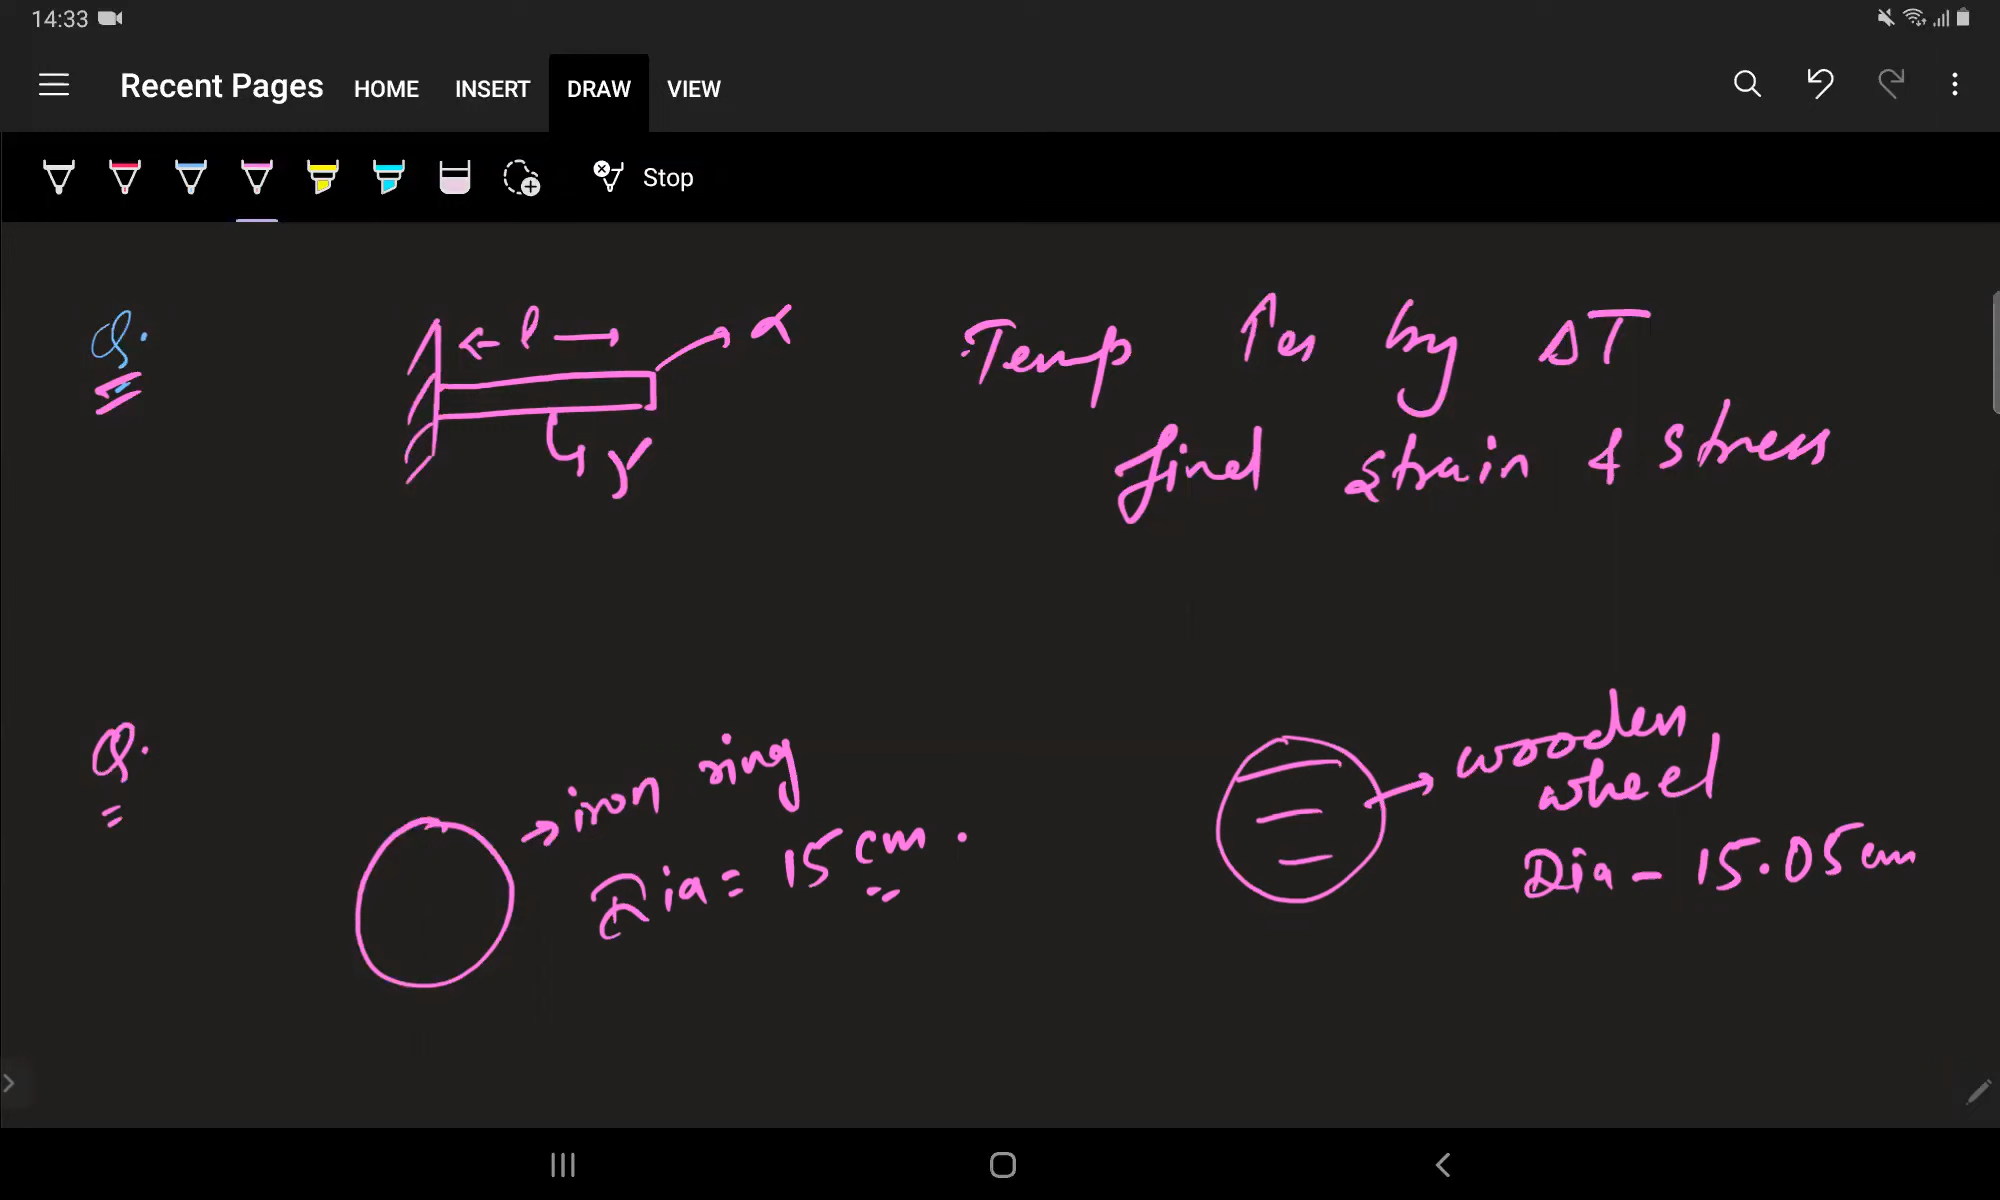 14:33
Recent Pages HOME INSERT DRAW VIEW
Stop
Q. l α Temp ↑es by ΔT
Y find strain & stress
Q. iron ring wooden
wheel
Dia = 15 cm. Dia - 15.05 cm